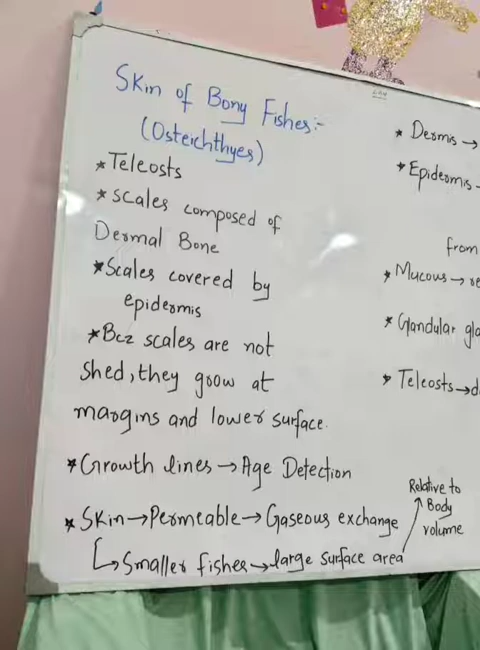 Skin of Bony Fishes:-
(Osteichthyes)
* Teleosts
* scales composed of
Dermal Bone
* Scales covered by
epidermis
* Bcz scales are not
shed, they grow at
margins and lower surface.
* Growth lines → Age Detection
* Skin → Permeable → Gaseous exchange
↳ Smaller fishes → large surface area
Relative to
Body
volume
* Dermis →
* Epidermis -
from
* Mucous → re
* Glandular gla
* Teleosts → d